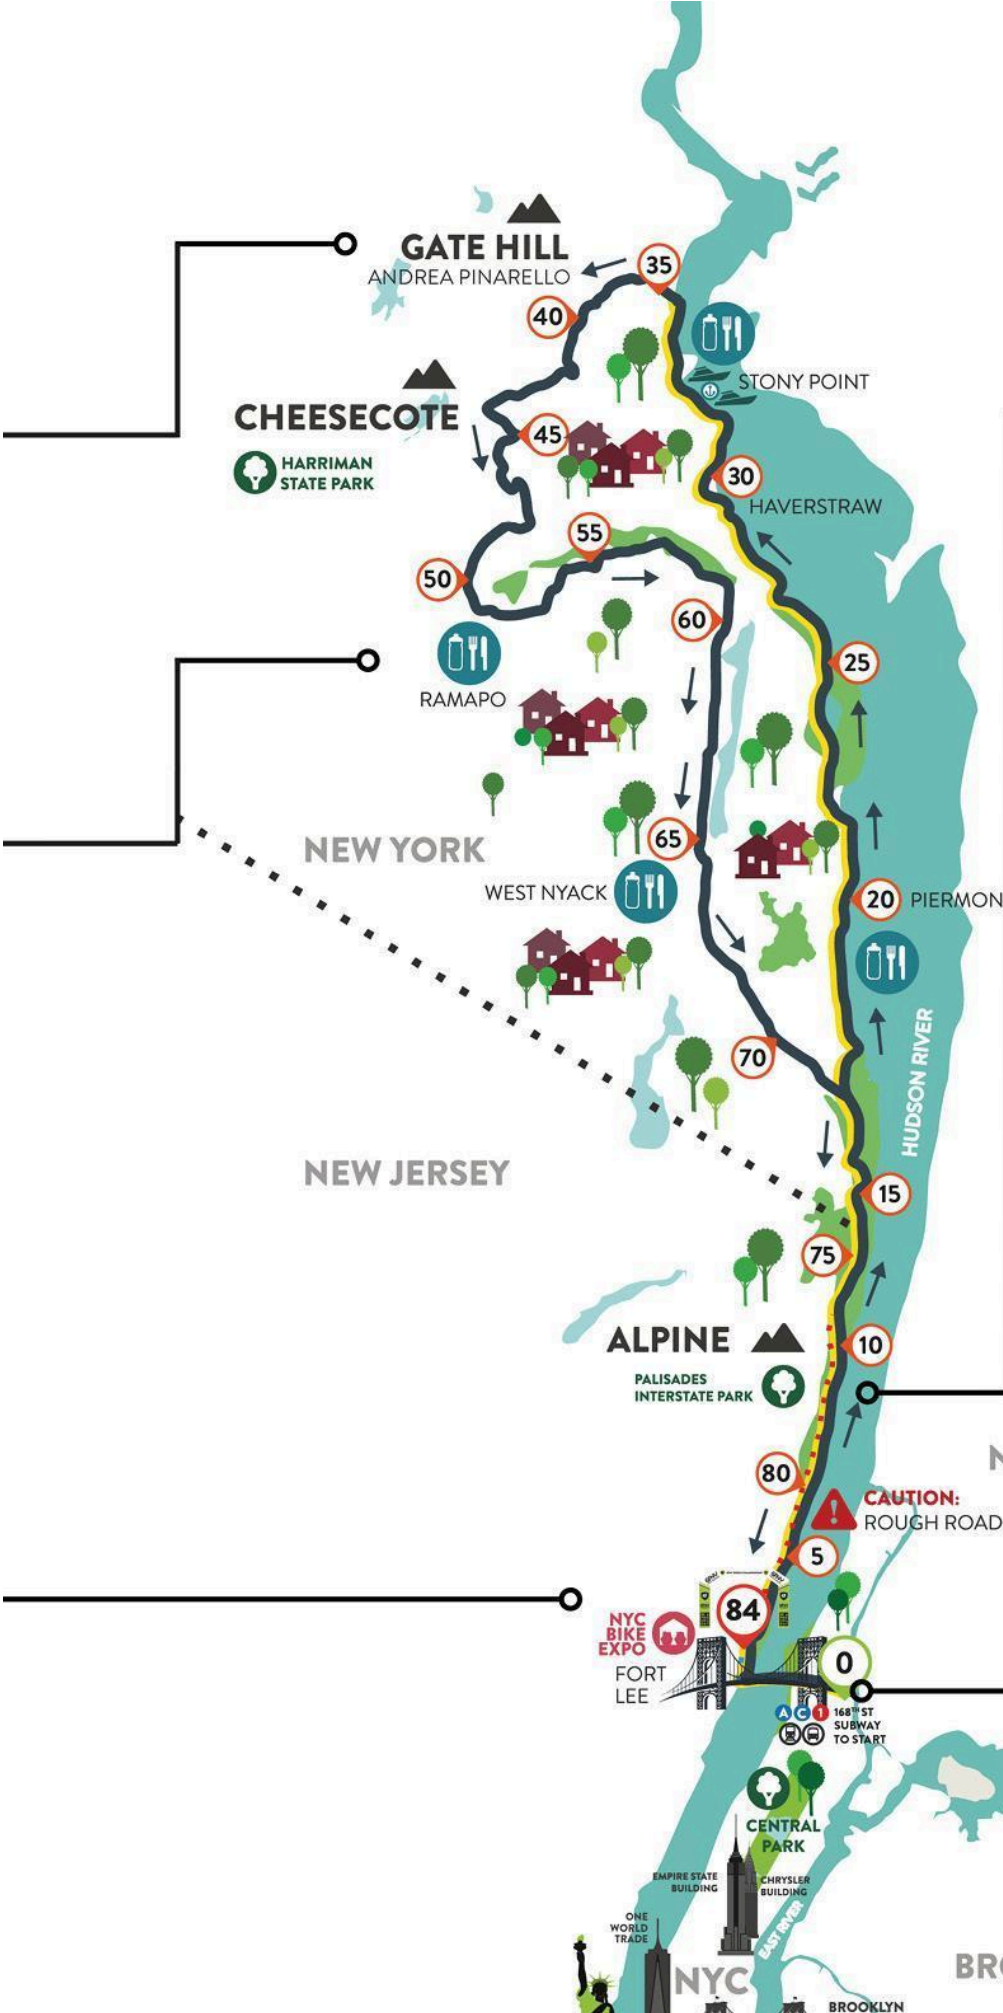 GATE HILL
ANDREA PINARELLO
35
40
CHEESECOTE
STONY POINT
45
HARRIMAN
STATE PARK
30
HAVERSTRAW
55
50
60
25
RAMAPO
65
NEW YORK
WEST NYACK
20
PIERMON
HUDSON RIVER
70
NEW JERSEY
15
75
ALPINE
10
PALISADES
INTERSTATE PARK
N
80
CAUTION:
ROUGH ROAD
5
84
NYC
BIKE
EXPO
FORT
LEE
0
A C 1
168TH ST
SUBWAY
TO START
CENTRAL
PARK
EMPIRE STATE
BUILDING
CHRYSLER
BUILDING
ONE
WORLD
TRADE
EAST RIVER
NYC
BRO
BROOKLYN